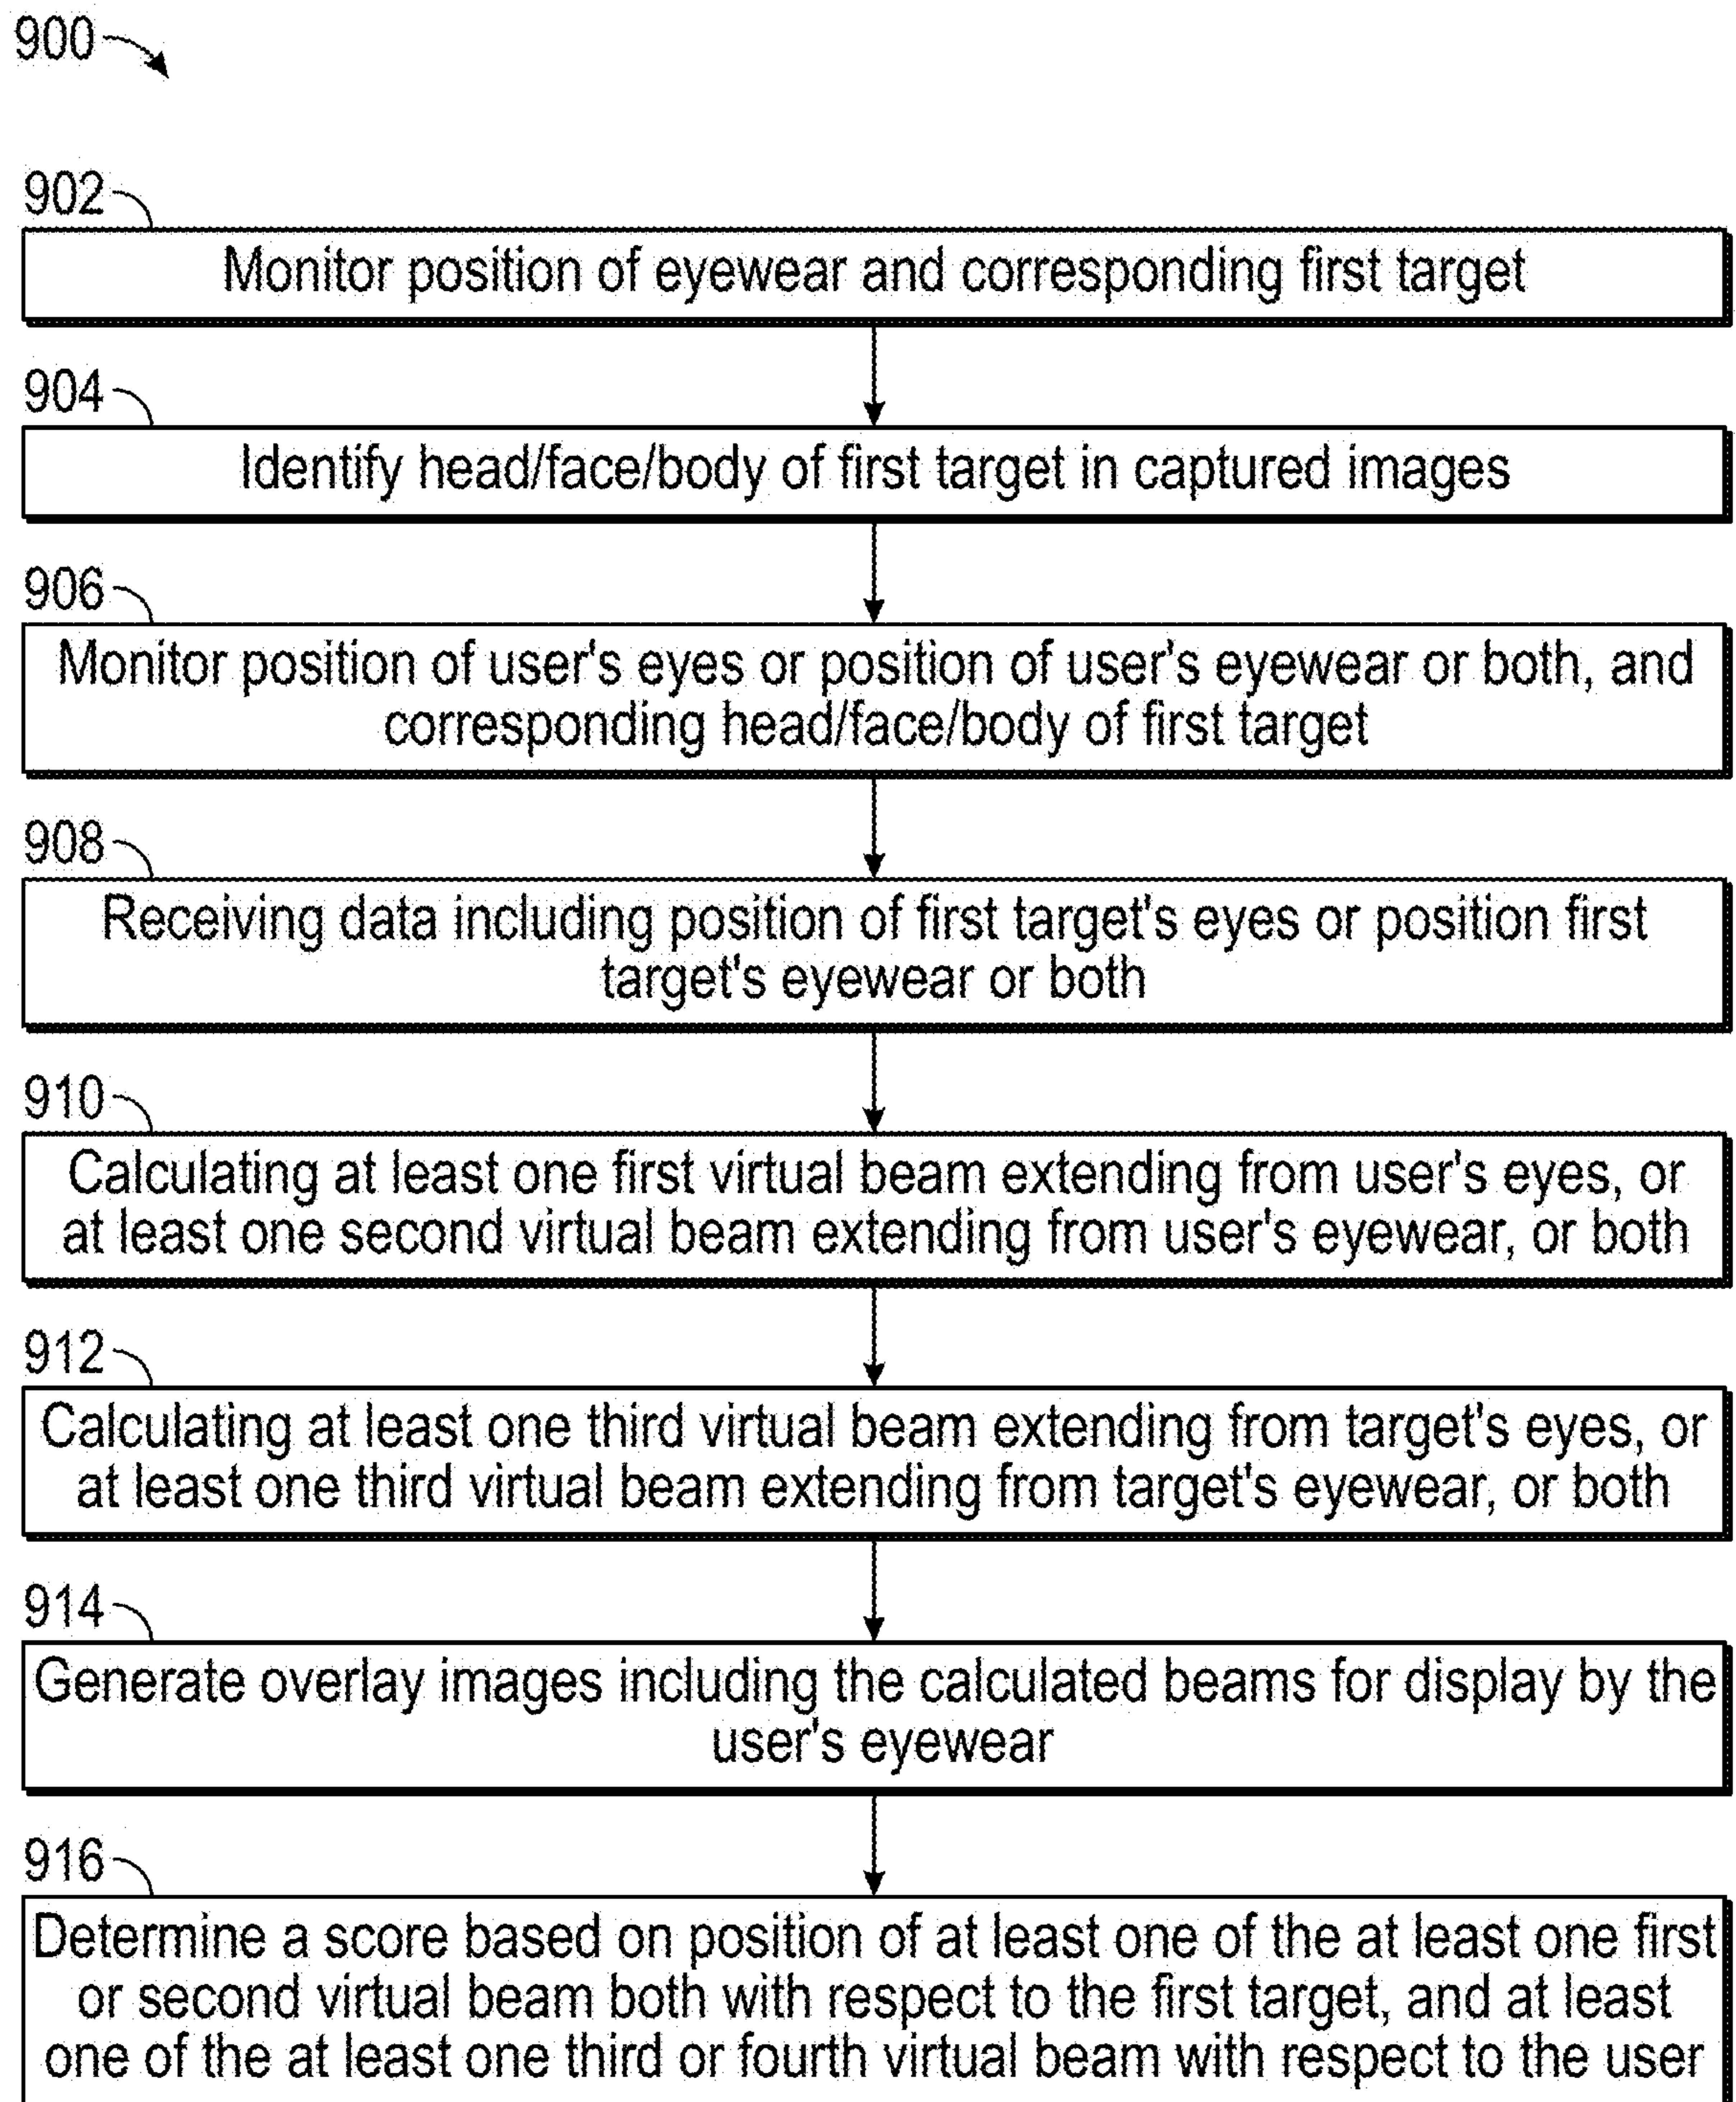 900
902
Monitor position of eyewear and corresponding first target
904
Identify head/face/body of first target in captured images
906
Monitor position of user's eyes or position of user's eyewear or both, and
corresponding head/face/body of first target
908
Receiving data including position of first target's eyes or position first
target's eyewear or both
910
Calculating at least one first virtual beam extending from user's eyes, or
at least one second virtual beam extending from user's eyewear, or both
912
Calculating at least one third virtual beam extending from target's eyes, or
at least one third virtual beam extending from target's eyewear, or both
914
Generate overlay images including the calculated beams for display by the
user's eyewear
916
Determine a score based on position of at least one of the at least one first
or second virtual beam both with respect to the first target, and at least
one of the at least one third or fourth virtual beam with respect to the user